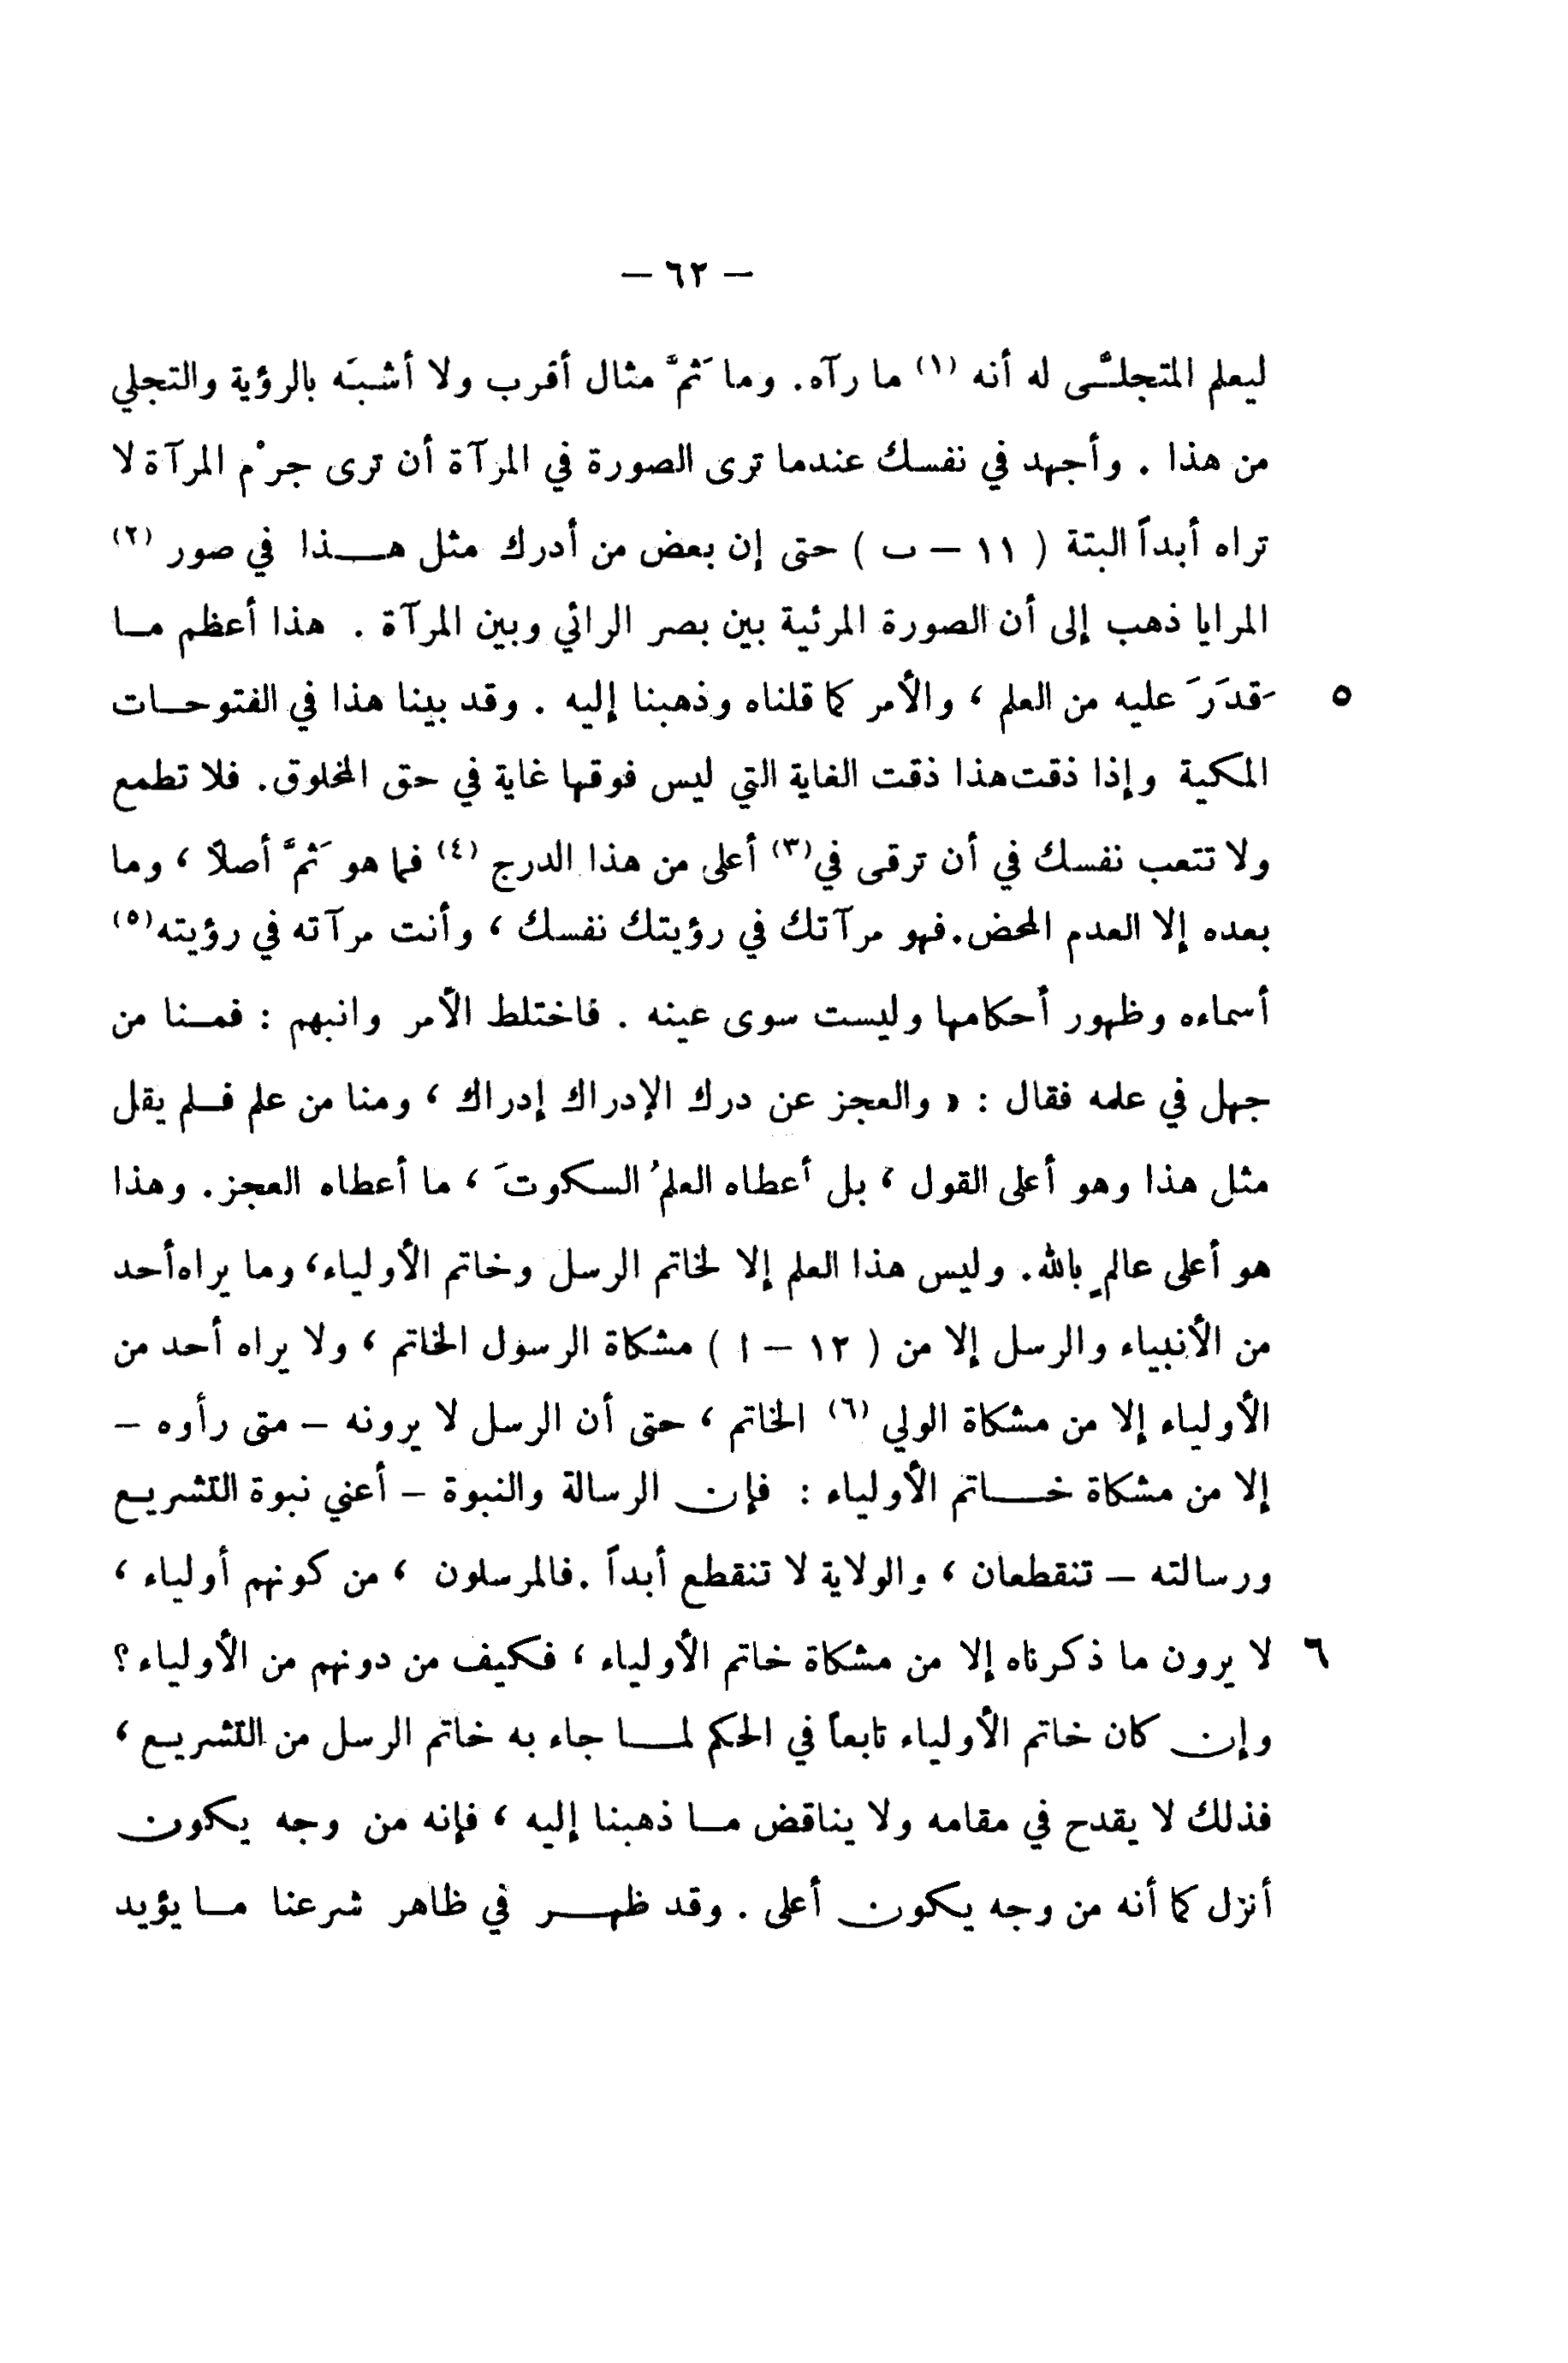 — ٦٢ —
ليعلم المتجلَّى له أنه (١) ما رآه. وما ثَمَّ مثال أقرب ولا أشبَه بالرؤية والتجلي
من هذا . وأجهد في نفسك عندما ترى الصورة في المرآة أن ترى جرْم المرآة لا
تراه أبداً البتة ( ١١ – ب ) حتى إن بعض من أدرك مثل هــذا في صور (٢)
المرايا ذهب إلى أن الصورة المرئية بين بصر الرائي وبين المرآة . هذا أعظم مـا
٥ قَدَرَ عليه من العلم ، والأمر كما قلناه وذهبنا إليه . وقد بينا هذا في الفتوحـات
المكية وإذا ذقت هذا ذقت الغاية التي ليس فوقها غاية في حق المخلوق. فلا تطمع
ولا تتعب نفسك في أن ترقى في(٣) أعلى من هذا الدرج (٤) فما هو ثَمَّ أصلاً ، وما
بعده إلا العدم المحض.فهو مرآتك في رؤيتك نفسك ، وأنت مرآته في رؤيته(٥)
أسماءه وظهور أحكامها وليست سوى عينه . فاختلط الأمر وانبهم : فمـنا من
جهل في علمه فقال : « والعجز عن درك الإدراك إدراك ، ومنا من علم فـلم يقل
مثل هذا وهو أعلى القول ، بل أعطاه العلمُ السكوتَ ، ما أعطاه العجز. وهذا
هو أعلى عالمٍ بالله. وليس هذا العلم إلا لخاتم الرسل وخاتم الأولياء، وما يراه أحد
من الأنبياء والرسل إلا من ( ١٢ – ا ) مشكاة الرسول الخاتم ، ولا يراه أحد من
الأولياء إلا من مشكاة الولي (٦) الخاتم ، حتى أن الرسل لا يرونه – متى رأوه –
إلا من مشكاة خــاتم الأولياء : فإن الرسالة والنبوة – أعني نبوة التشريـع
ورسالته – تنقطعان ، والولاية لا تنقطع أبداً .فالمرسلون ، من كونهم أولياء ،
٦ لا يرون ما ذكرناه إلا من مشكاة خاتم الأولياء ، فكيف من دونهم من الأولياء؟
وإن كان خاتم الأولياء تابعاً في الحكم لمــا جاء به خاتم الرسل من التشريـع ،
فذلك لا يقدح في مقامه ولا يناقض مـا ذهبنا إليه ، فإنه من وجه يكون
أنزل كما أنه من وجه يكون أعلى . وقد ظهــر في ظاهر شرعنا مـا يؤيد